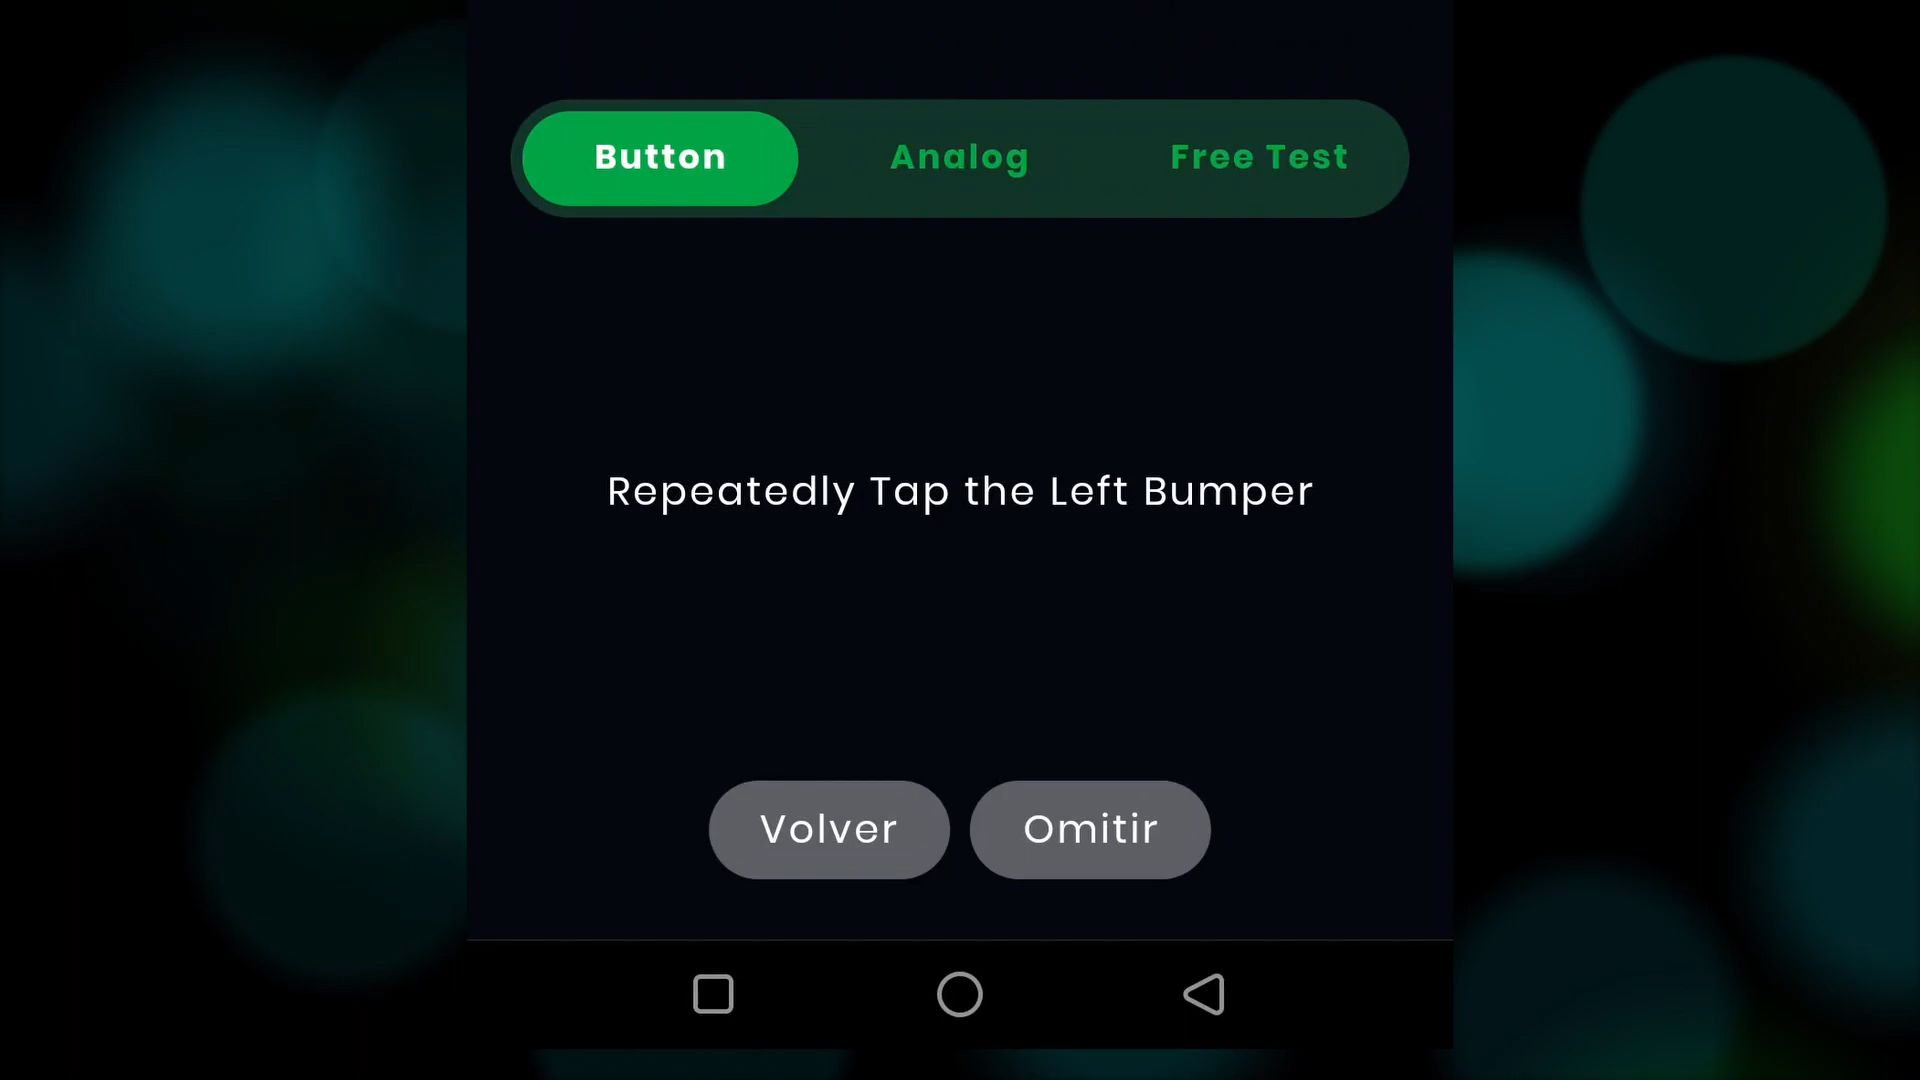 Button Analog Free Test
Repeatedly Tap the Left Bumper
Volver Omitir